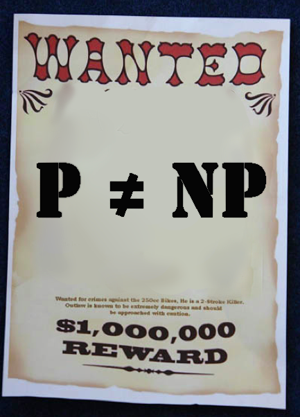 WANTED
P ≠ NP
Wanted for crimes against the 250cc Bikes, He is a 2-Stroke Killer.
Outlaw is known to be extremely dangerous and should
be approached with caution.
$1,000,000
REWARD